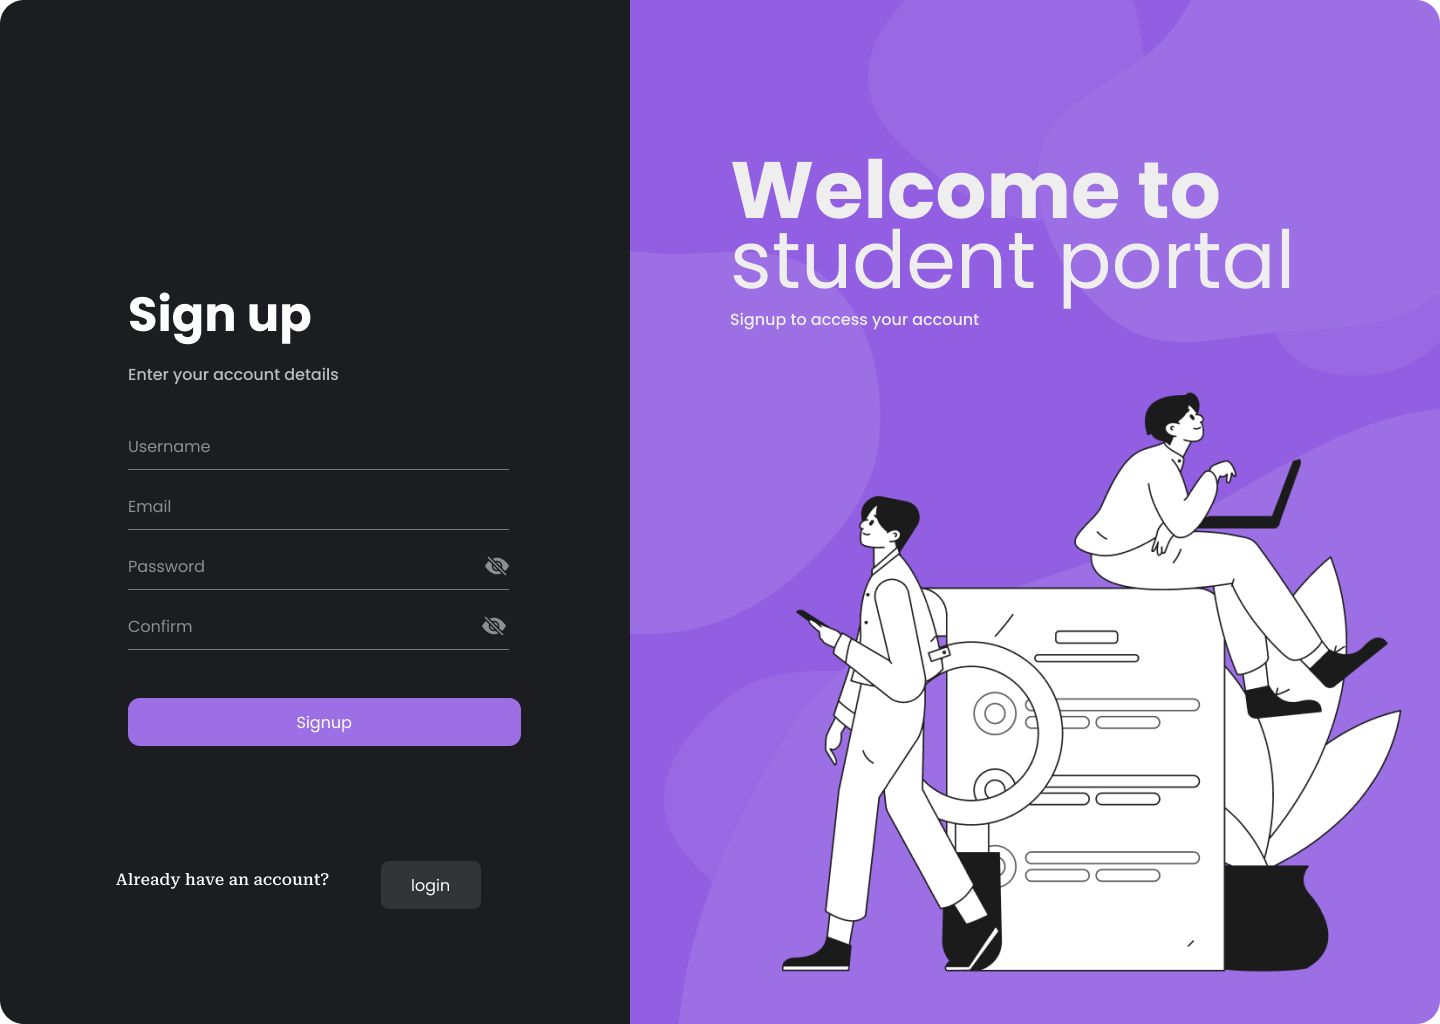 Sign up
Enter your account details
Username
Email
Password
Confirm
Signup
Already have an account?
login
Welcome to
student portal
Signup to access your account